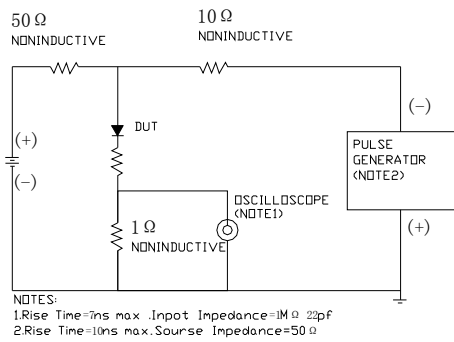 50 Ω
NONINDUCTIVE
10 Ω
NONINDUCTIVE
(+)
(−)
DUT
1 Ω
NONINDUCTIVE
OSCILLOSCOPE
(NOTE1)
(−)
PULSE
GENERATOR
(NOTE2)
(+)
NOTES:
1.Rise Time=7ns max .Inpot Impedance=1M Ω 22pf
2.Rise Time=10ns max.Sourse Impedance=50 Ω